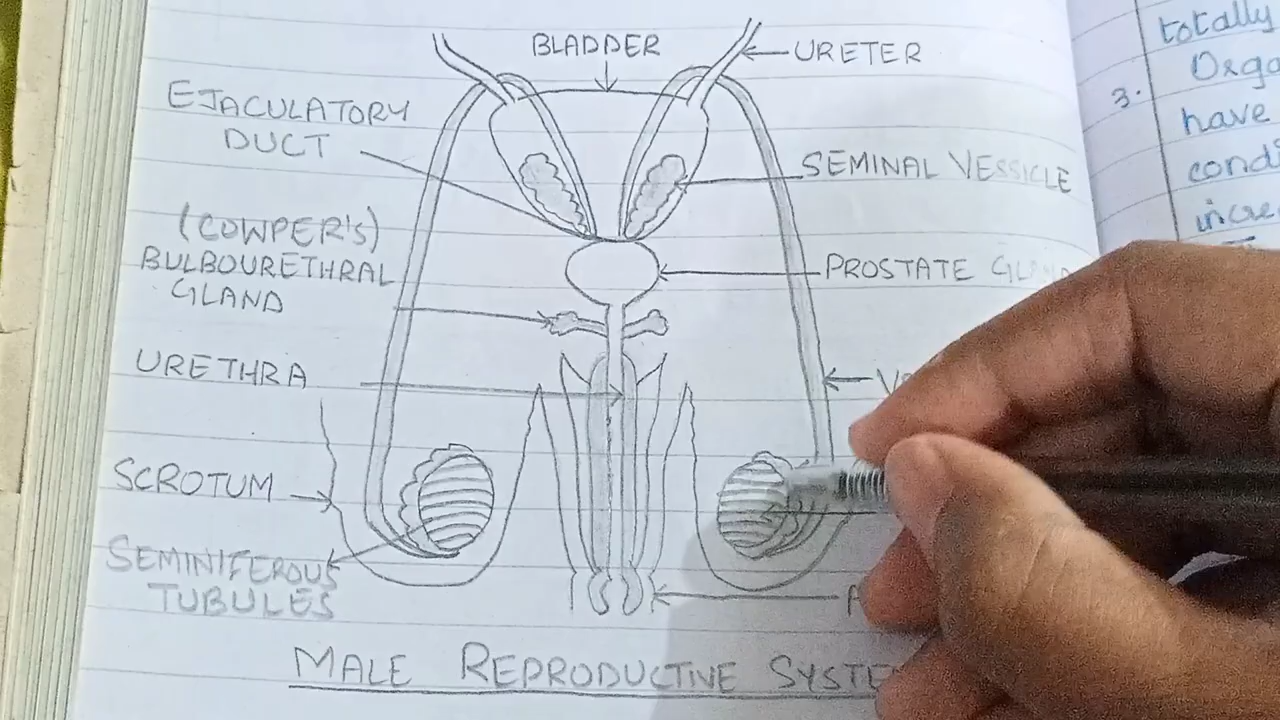 BLADDER
URETER
EJACULATORY
DUCT
SEMINAL VESSICLE
(COWPER'S)
BULBOURETHRAL
GLAND
PROSTATE
URETHRA
SCROTUM
SEMINIFEROUS
TUBULES
MALE REPRODUCTIVE
totally
3.
have